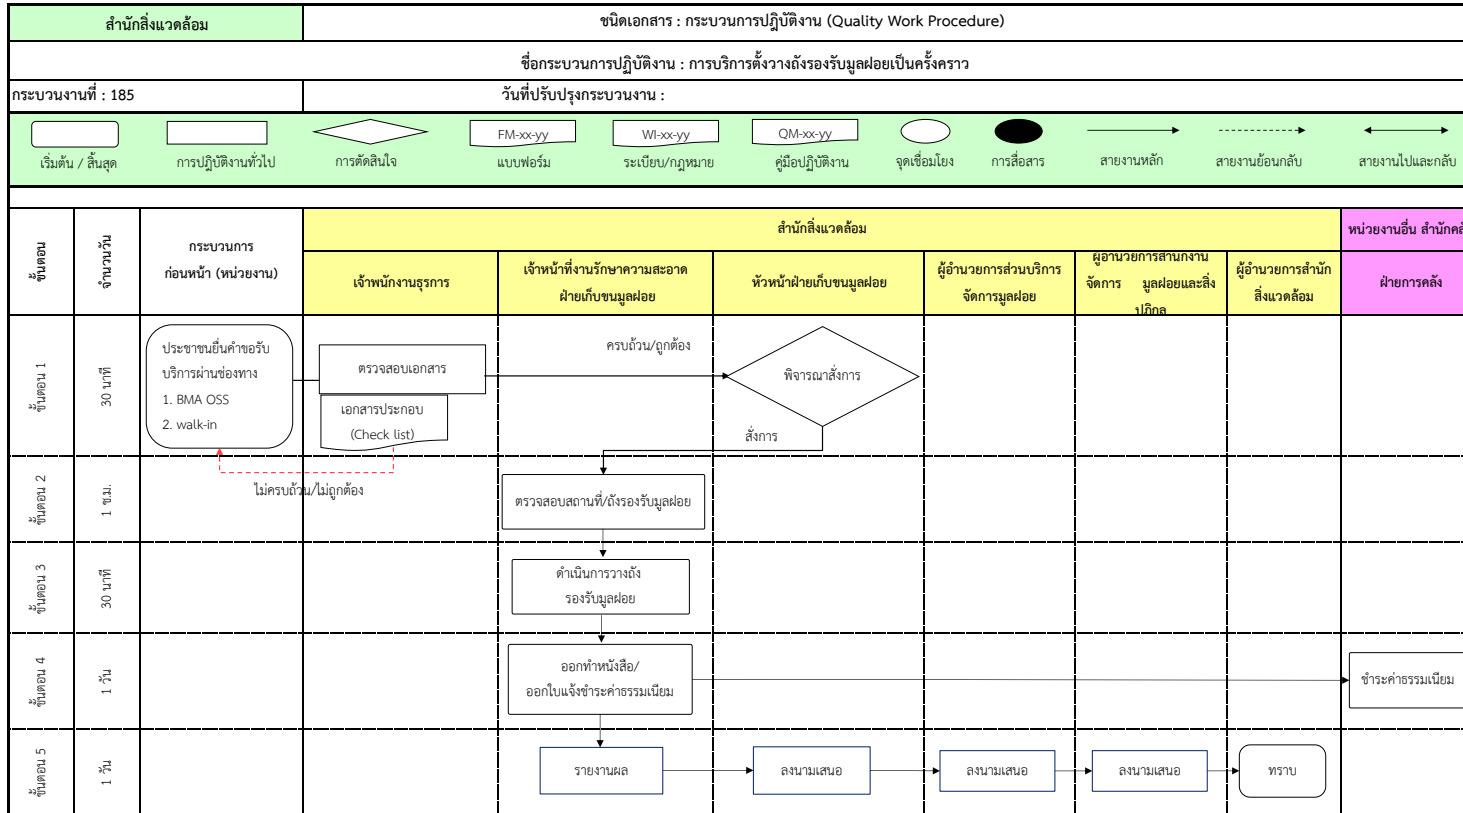 สำนักสิ่งแวดล้อม
ชนิดเอกสาร : กระบวนการปฏิบัติงาน (Quality Work Procedure)
ชื่อกระบวนการปฏิบัติงาน : การบริการตั้งวางถังรองรับมูลฝอยเป็นครั้งคราว
กระบวนงานที่ : 185
วันที่ปรับปรุงกระบวนงาน :
FM-xx-yy
WI-xx-yy
QM-xx-yy
เริ่มต้น / สิ้นสุด
การปฏิบัติงานทั่วไป
การตัดสินใจ
แบบฟอร์ม
ระเบียบ/กฎหมาย
คู่มือปฏิบัติงาน
จุดเชื่อมโยง
การสื่อสาร
สายงานหลัก
สายงานย้อนกลับ
สายงานไปและกลับ
ขั้นตอน
จำนวนวัน
กระบวนการ
ก่อนหน้า (หน่วยงาน)
สำนักสิ่งแวดล้อม
หน่วยงานอื่น สำนักคลัง
เจ้าพนักงานธุรการ
เจ้าหน้าที่งานรักษาความสะอาด
ฝ่ายเก็บขนมูลฝอย
หัวหน้าฝ่ายเก็บขนมูลฝอย
ผู้อำนวยการส่วนบริการ
จัดการมูลฝอย
ผู้อำนวยการสำนักงาน
จัดการ มูลฝอยและสิ่ง
ปฏิกูล
ผู้อำนวยการสำนัก
สิ่งแวดล้อม
ฝ่ายการคลัง
ขั้นตอน 1
30 นาที
ประชาชนยื่นคำขอรับ
บริการผ่านช่องทาง
1. BMA OSS
2. walk-in
ตรวจสอบเอกสาร
เอกสารประกอบ
(Check list)
ครบถ้วน/ถูกต้อง
พิจารณาสั่งการ
สั่งการ
ไม่ครบถ้วน/ไม่ถูกต้อง
ขั้นตอน 2
1 ช.ม.
ตรวจสอบสถานที่/ถังรองรับมูลฝอย
ขั้นตอน 3
30 นาที
ดำเนินการวางถัง
รองรับมูลฝอย
ขั้นตอน 4
1 วัน
ออกทำหนังสือ/
ออกใบแจ้งชำระค่าธรรมเนียม
ชำระค่าธรรมเนียม
ขั้นตอน 5
1 วัน
รายงานผล
ลงนามเสนอ
ลงนามเสนอ
ลงนามเสนอ
ทราบ